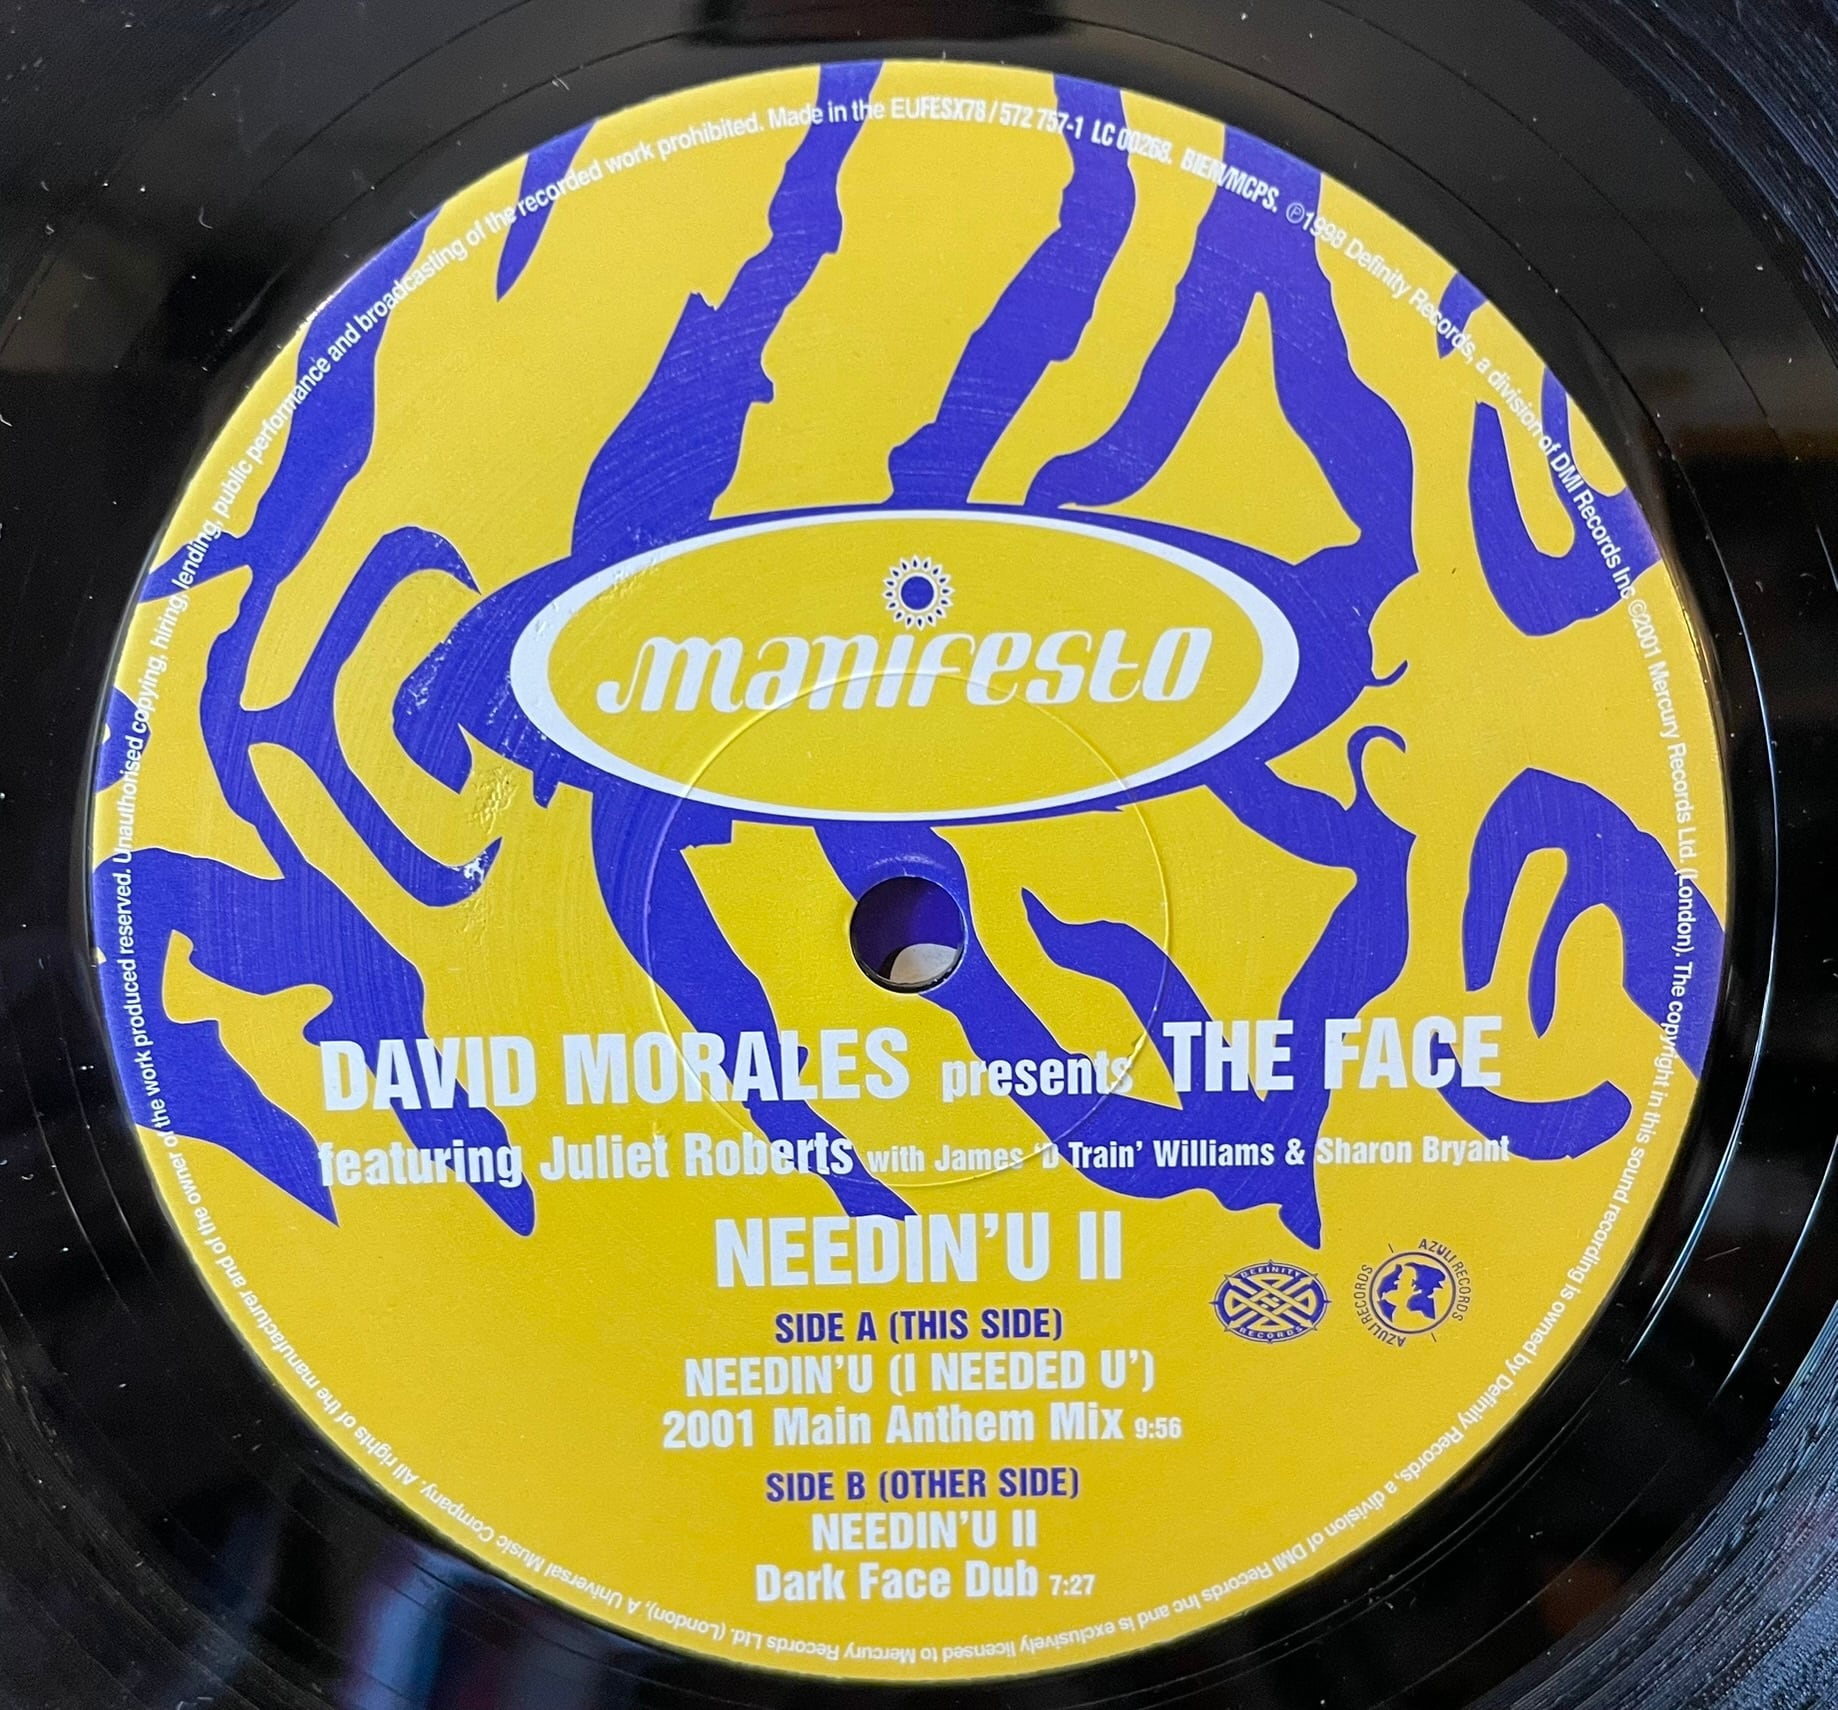 FESX78 / 572 757-1 LC 00268. BIEM/MCPS. ℗1998 Definity Records, a division of DMI Records Inc ©2001 Mercury Records Ltd. (London). The copyright in this sound recording is owned by Definity Records, a division of DMI Records Inc and is exclusively licensed to Mercury Records Ltd. (London), A Universal Music Company. All rights of the manufacturer and of the owner of the work produced reserved. Unauthorised copying, hiring, lending, public performance and broadcasting of the recorded work prohibited. Made in the EU
manifesto
DAVID MORALES presents THE FACE
featuring Juliet Roberts with James 'D Train' Williams & Sharon Bryant
NEEDIN'U II
DEFINITY
RECORDS
AZULI RECORDS
AZULI RECORDS
SIDE A (THIS SIDE)
NEEDIN'U (I NEEDED U')
2001 Main Anthem Mix 9:56
SIDE B (OTHER SIDE)
NEEDIN'U II
Dark Face Dub 7:27